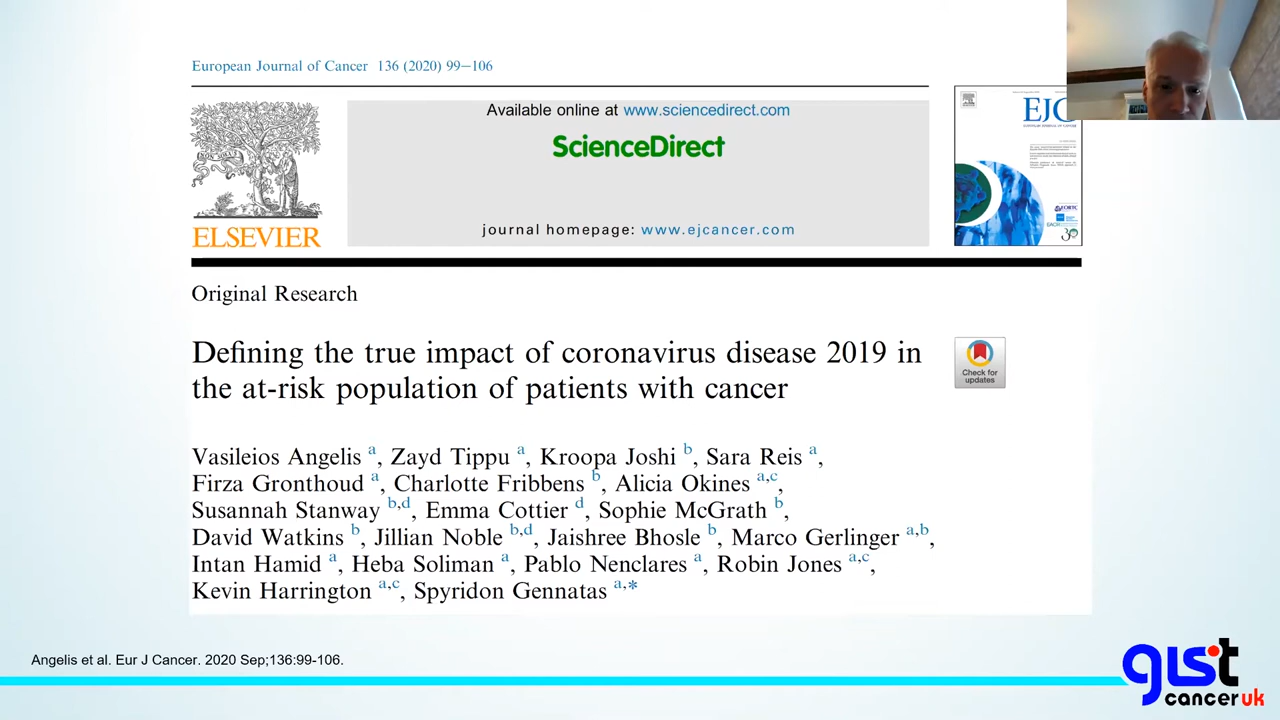 European Journal of Cancer 136 (2020) 99–106
Available online at www.sciencedirect.com
ScienceDirect
journal homepage: www.ejcancer.com
ELSEVIER
EJC
Original Research
Defining the true impact of coronavirus disease 2019 in
the at-risk population of patients with cancer
Check for
updates
Vasileios Angelis a, Zayd Tippu a, Kroopa Joshi b, Sara Reis a,
Firza Gronthoud a, Charlotte Fribbens b, Alicia Okines a,c,
Susannah Stanway b,d, Emma Cottier d, Sophie McGrath b,
David Watkins b, Jillian Noble b,d, Jaishree Bhosle b, Marco Gerlinger a,b,
Intan Hamid a, Heba Soliman a, Pablo Nenclares a, Robin Jones a,c,
Kevin Harrington a,c, Spyridon Gennatas a,*
Angelis et al. Eur J Cancer. 2020 Sep;136:99-106.
gist
cancer uk